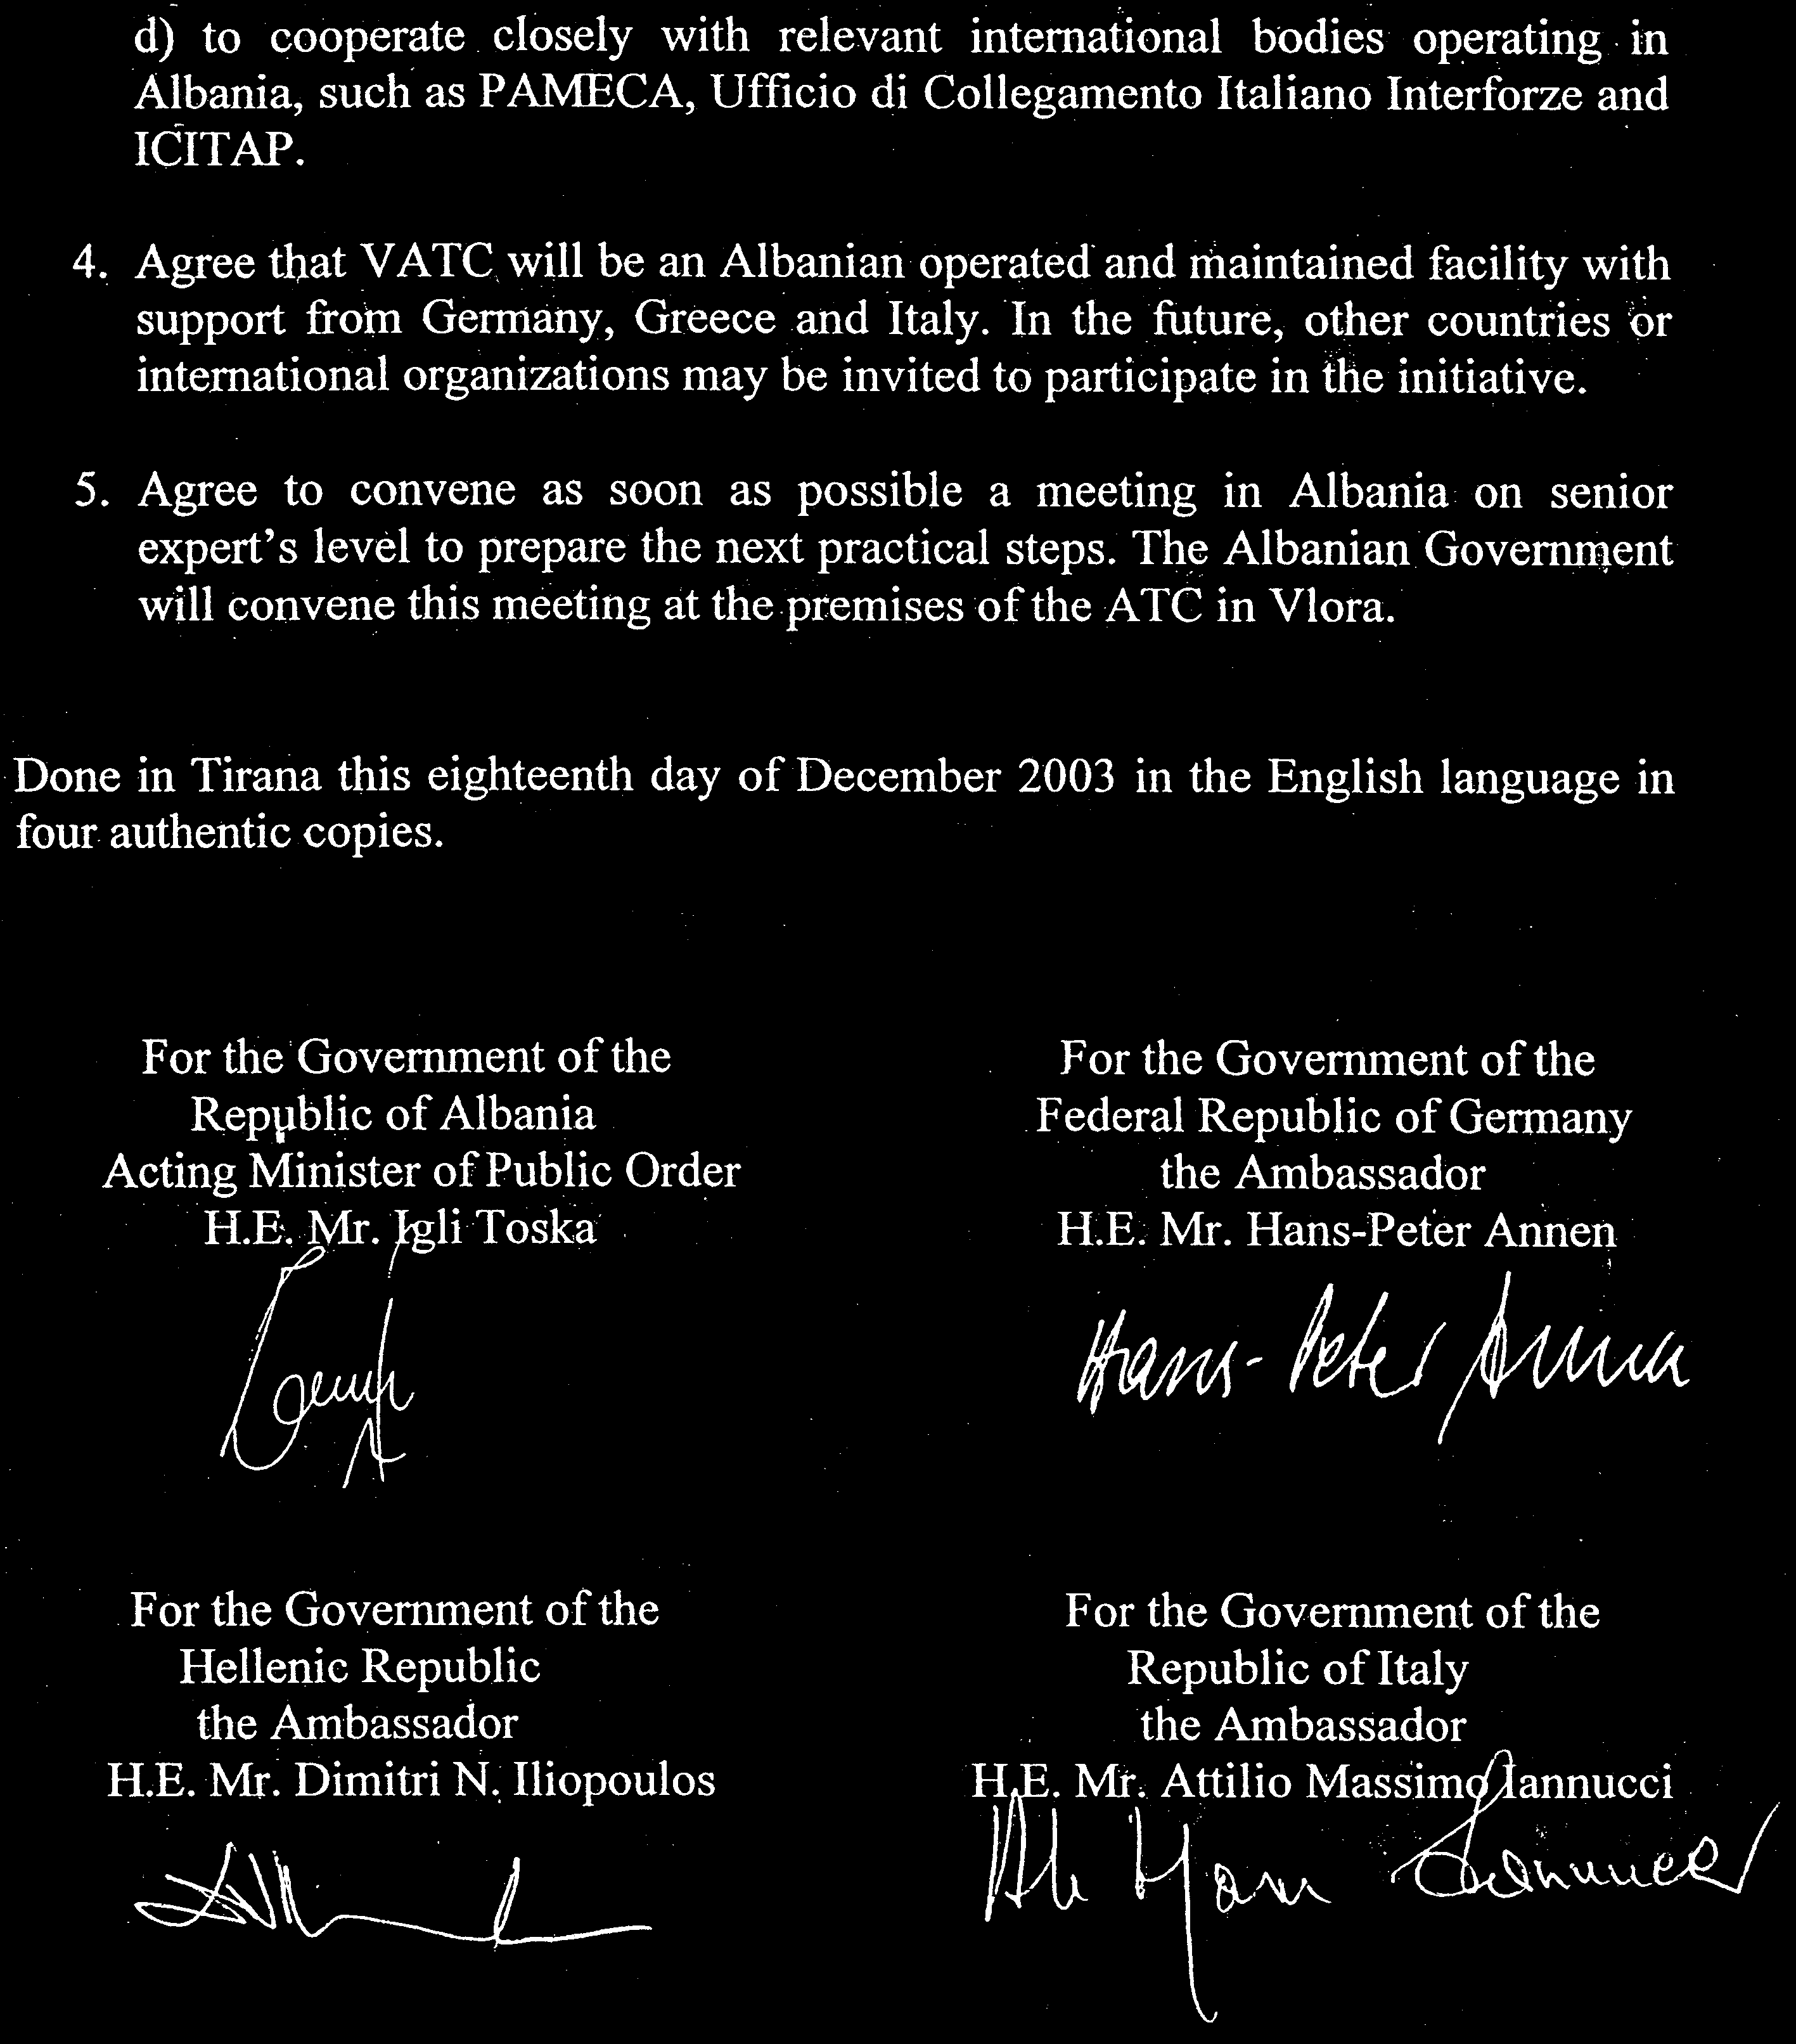 d) to cooperate closely with relevant international bodies operating in
Albania, such as PAMECA, Ufficio di Collegamento Italiano Interforze and
ICITAP.
4. Agree that VATC will be an Albanian operated and maintained facility with
support from Germany, Greece and Italy. In the future, other countries or
international organizations may be invited to participate in the initiative.
5. Agree to convene as soon as possible a meeting in Albania on senior
expert's level to prepare the next practical steps. The Albanian Government
will convene this meeting at the premises of the ATC in Vlora.
Done in Tirana this eighteenth day of December 2003 in the English language in
four authentic copies.
For the Government of the
Republic of Albania
Acting Minister of Public Order
H.E. Mr. Igli Toska
For the Government of the
Federal Republic of Germany
the Ambassador
H.E. Mr. Hans-Peter Annen
Hans-Peter Annen
For the Government of the
Hellenic Republic
the Ambassador
H.E. Mr. Dimitri N. Iliopoulos
For the Government of the
Republic of Italy
the Ambassador
H.E. Mr. Attilio Massimo Iannucci